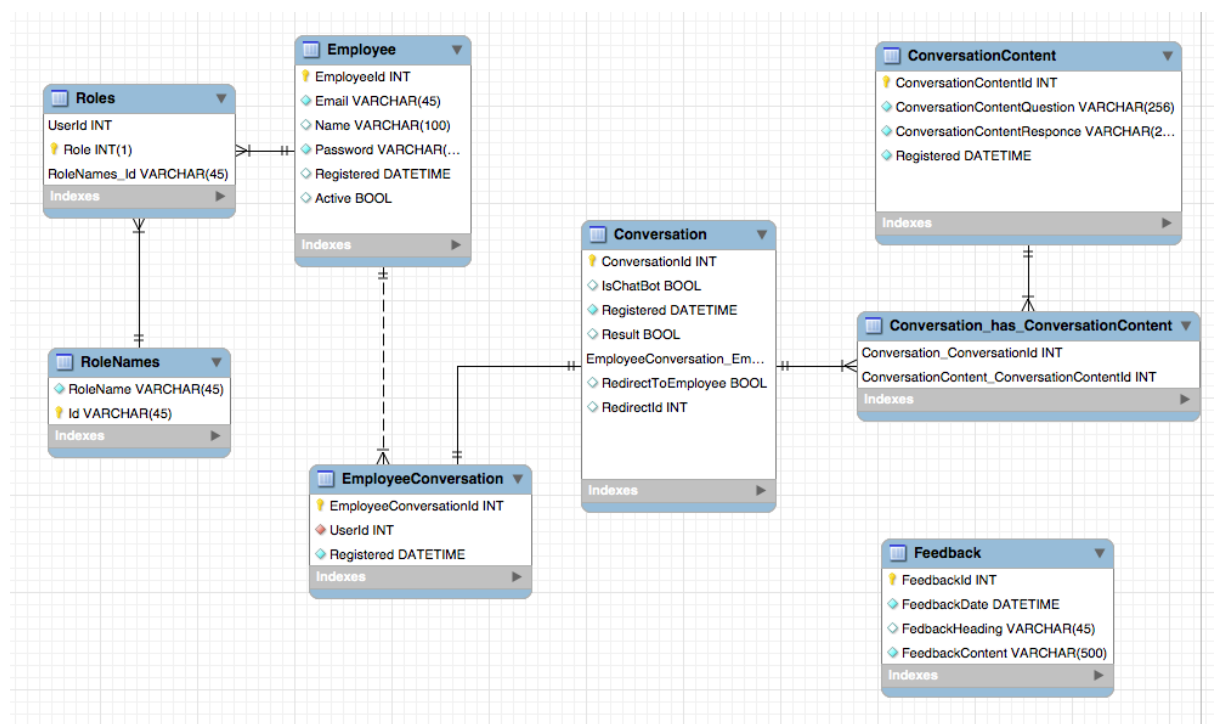 Employee
EmployeeId INT
Email VARCHAR(45)
Name VARCHAR(100)
Password VARCHAR(...
Registered DATETIME
Active BOOL
Indexes
Roles
UserId INT
Role INT(1)
RoleNames_Id VARCHAR(45)
Indexes
RoleNames
RoleName VARCHAR(45)
Id VARCHAR(45)
Indexes
EmployeeConversation
EmployeeConversationId INT
UserId INT
Registered DATETIME
Indexes
Conversation
ConversationId INT
IsChatBot BOOL
Registered DATETIME
Result BOOL
EmployeeConversation_Em...
RedirectToEmployee BOOL
RedirectId INT
Indexes
ConversationContent
ConversationContentId INT
ConversationContentQuestion VARCHAR(256)
ConversationContentResponce VARCHAR(2...
Registered DATETIME
Indexes
Conversation_has_ConversationContent
Conversation_ConversationId INT
ConversationContent_ConversationContentId INT
Indexes
Feedback
FeedbackId INT
FeedbackDate DATETIME
FedbackHeading VARCHAR(45)
FeedbackContent VARCHAR(500)
Indexes